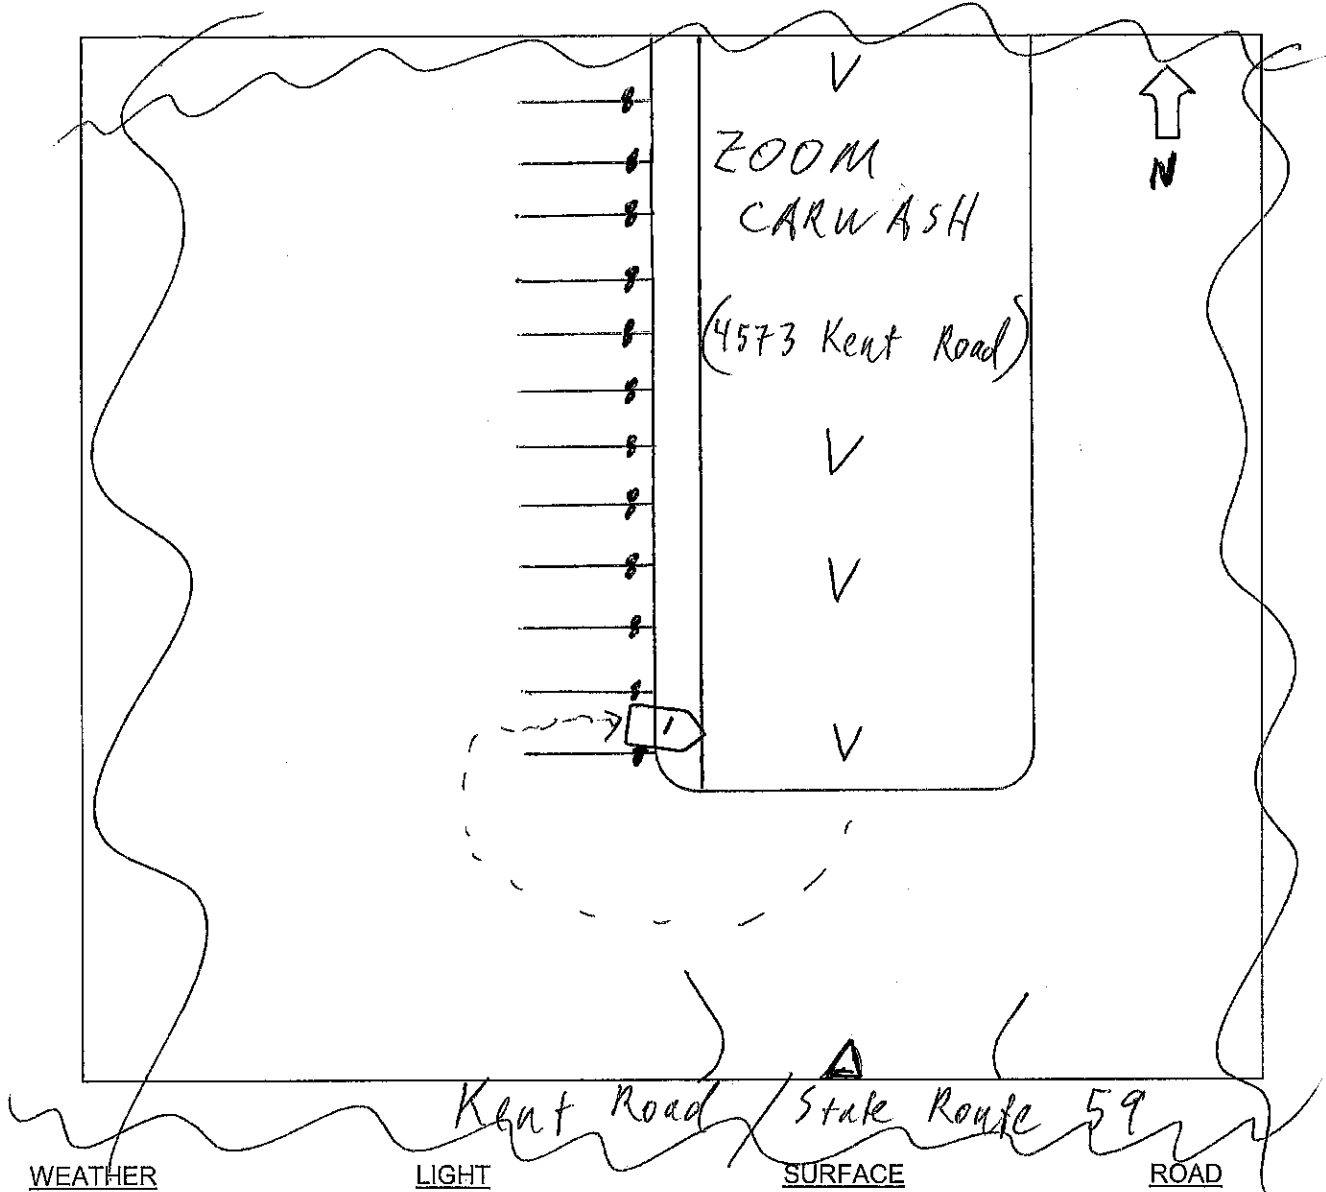 N
ZOOM
CARWASH
(4573 Kent Road)
1
Kent Road / State Route 59
WEATHER LIGHT SURFACE ROAD